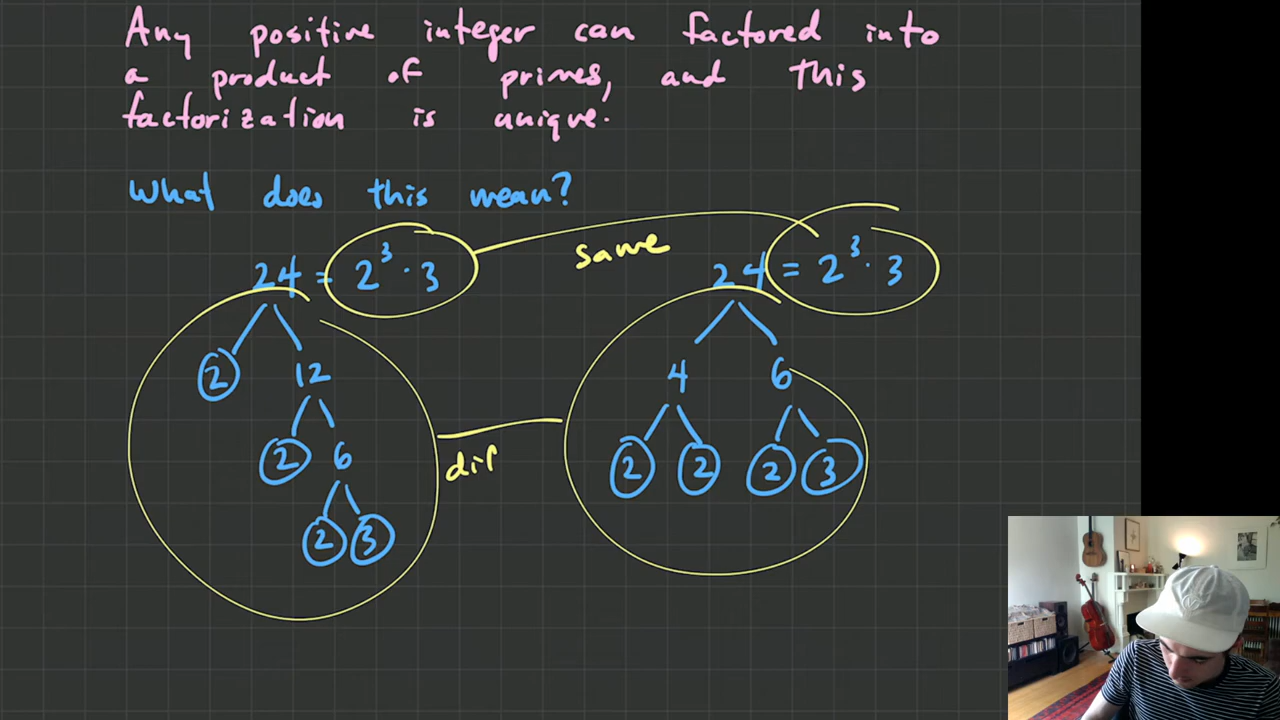 Any positive integer can factored into
a product of primes, and this
factorization is unique.
What does this mean?
same
24 = 2³·3
24 = 2³·3
2 12
4 6
2 6
dif
2 2 2 3
2 3